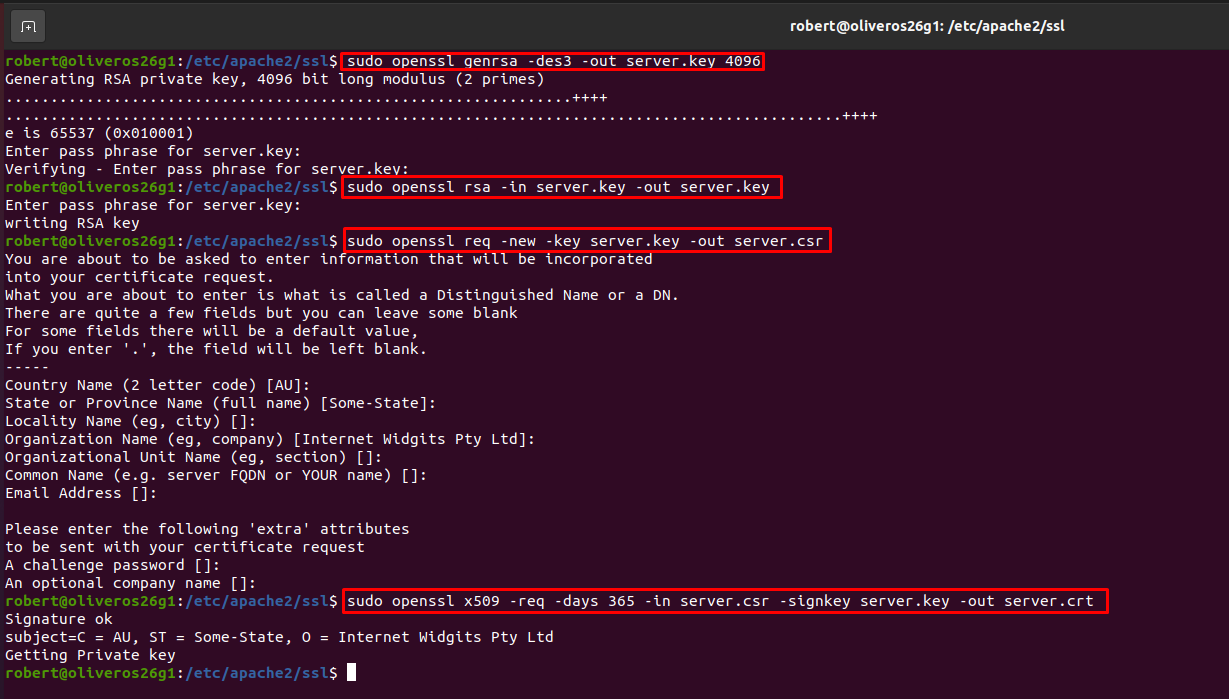 robert@oliveros26g1: /etc/apache2/ssl
robert@oliveros26g1:/etc/apache2/ssl$ sudo openssl genrsa -des3 -out server.key 4096
Generating RSA private key, 4096 bit long modulus (2 primes)
...............................................................++++
.............................................................................................++++
e is 65537 (0x010001)
Enter pass phrase for server.key:
Verifying - Enter pass phrase for server.key:
robert@oliveros26g1:/etc/apache2/ssl$ sudo openssl rsa -in server.key -out server.key
Enter pass phrase for server.key:
writing RSA key
robert@oliveros26g1:/etc/apache2/ssl$ sudo openssl req -new -key server.key -out server.csr
You are about to be asked to enter information that will be incorporated
into your certificate request.
What you are about to enter is what is called a Distinguished Name or a DN.
There are quite a few fields but you can leave some blank
For some fields there will be a default value,
If you enter '.', the field will be left blank.
-----
Country Name (2 letter code) [AU]:
State or Province Name (full name) [Some-State]:
Locality Name (eg, city) []:
Organization Name (eg, company) [Internet Widgits Pty Ltd]:
Organizational Unit Name (eg, section) []:
Common Name (e.g. server FQDN or YOUR name) []:
Email Address []:
Please enter the following 'extra' attributes
to be sent with your certificate request
A challenge password []:
An optional company name []:
robert@oliveros26g1:/etc/apache2/ssl$ sudo openssl x509 -req -days 365 -in server.csr -signkey server.key -out server.crt
Signature ok
subject=C = AU, ST = Some-State, O = Internet Widgits Pty Ltd
Getting Private key
robert@oliveros26g1:/etc/apache2/ssl$